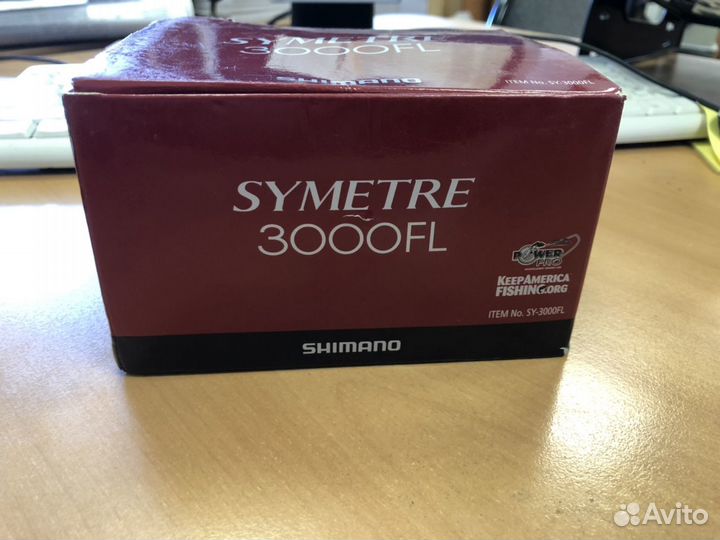 SYMETRE
3000FL
SHIMANO
ITEM No. SY-3000FL
SYMETRE
3000FL
POWER
PRO
KEEPAMERICA
FISHING.ORG
ITEM No. SY-3000FL
SHIMANO
Avito